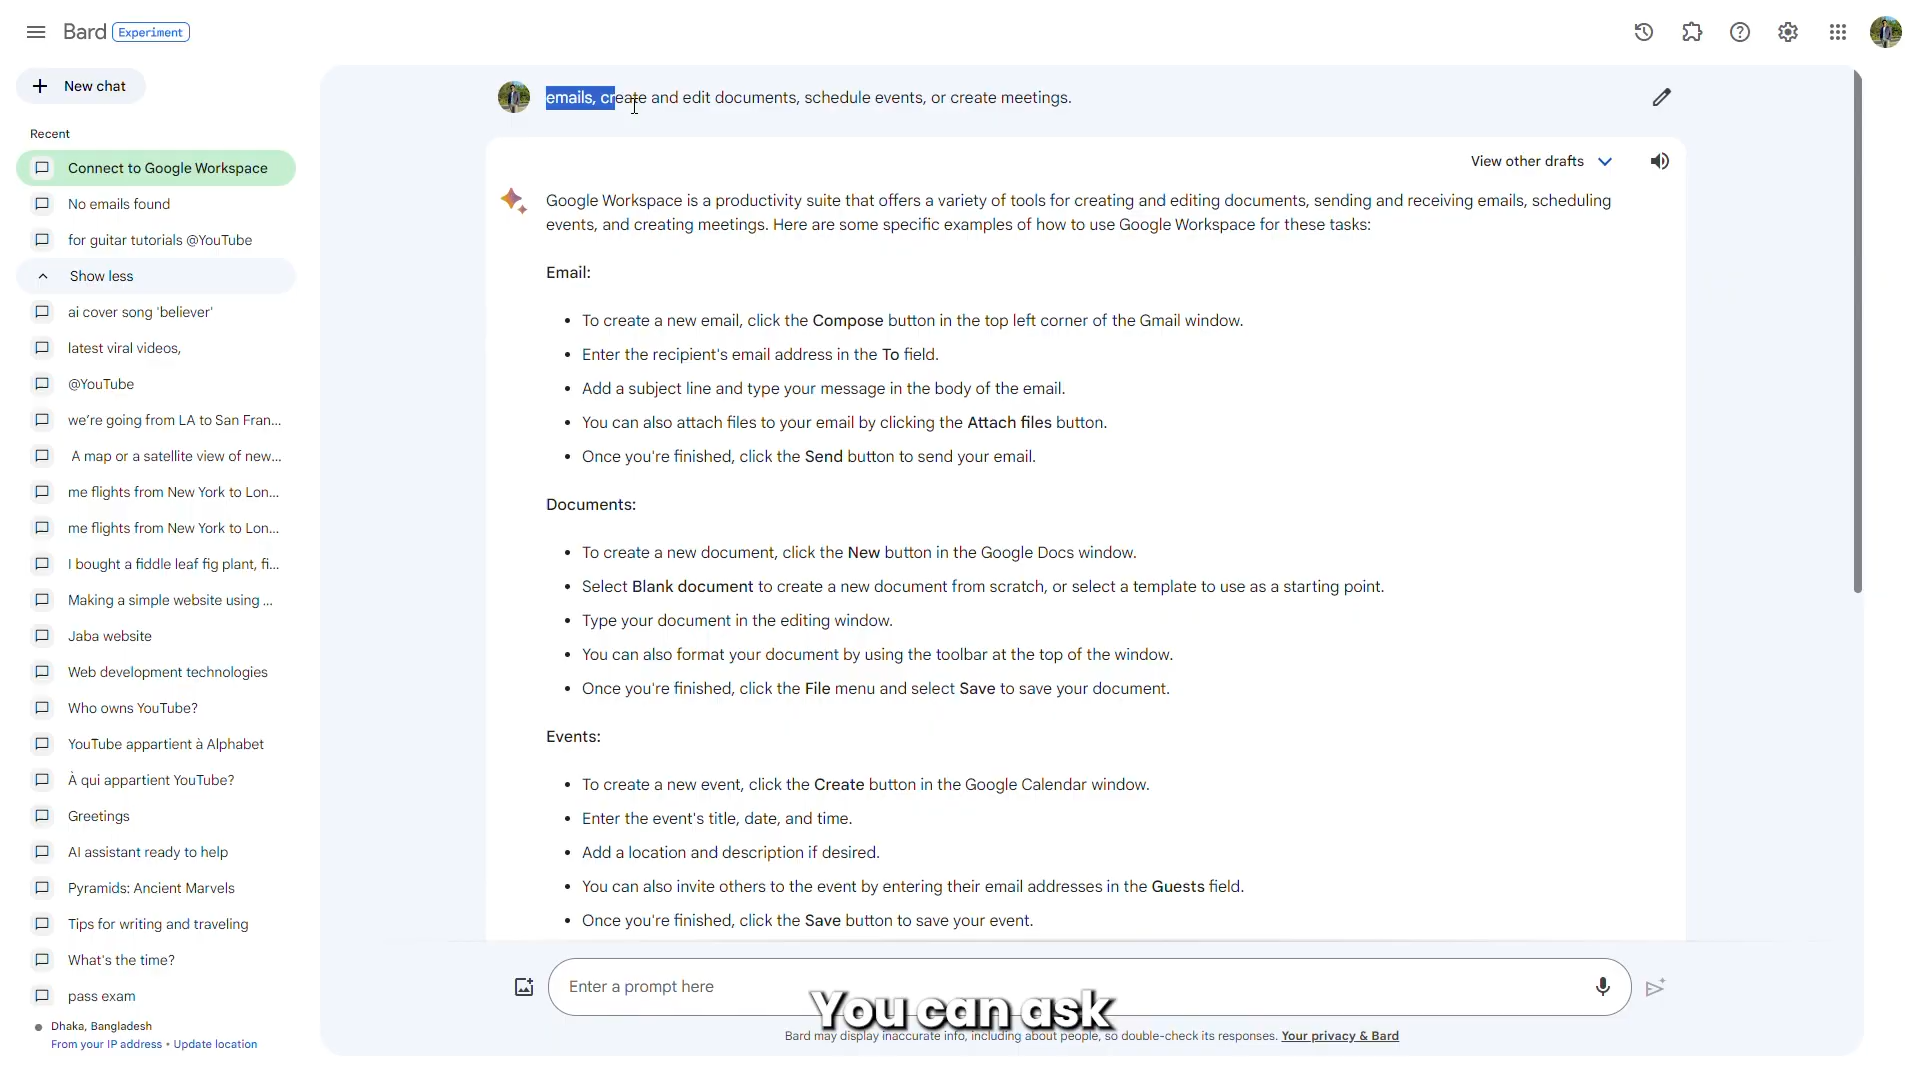 Bard Experiment
New chat
Recent
Connect to Google Workspace
No emails found
for guitar tutorials @YouTube
Show less
ai cover song 'believer'
latest viral videos,
@YouTube
we're going from LA to San Fran...
A map or a satellite view of new...
me flights from New York to Lon...
me flights from New York to Lon...
I bought a fiddle leaf fig plant, fi...
Making a simple website using ...
Jaba website
Web development technologies
Who owns YouTube?
YouTube appartient à Alphabet
À qui appartient YouTube?
Greetings
AI assistant ready to help
Pyramids: Ancient Marvels
Tips for writing and traveling
What's the time?
pass exam
Dhaka, Bangladesh
From your IP address • Update location
emails, create and edit documents, schedule events, or create meetings.
View other drafts
Google Workspace is a productivity suite that offers a variety of tools for creating and editing documents, sending and receiving emails, scheduling
events, and creating meetings. Here are some specific examples of how to use Google Workspace for these tasks:
Email:
• To create a new email, click the Compose button in the top left corner of the Gmail window.
• Enter the recipient's email address in the To field.
• Add a subject line and type your message in the body of the email.
• You can also attach files to your email by clicking the Attach files button.
• Once you're finished, click the Send button to send your email.
Documents:
• To create a new document, click the New button in the Google Docs window.
• Select Blank document to create a new document from scratch, or select a template to use as a starting point.
• Type your document in the editing window.
• You can also format your document by using the toolbar at the top of the window.
• Once you're finished, click the File menu and select Save to save your document.
Events:
• To create a new event, click the Create button in the Google Calendar window.
• Enter the event's title, date, and time.
• Add a location and description if desired.
• You can also invite others to the event by entering their email addresses in the Guests field.
• Once you're finished, click the Save button to save your event.
Enter a prompt here
You can ask
Bard may display inaccurate info, including about people, so double-check its responses. Your privacy & Bard